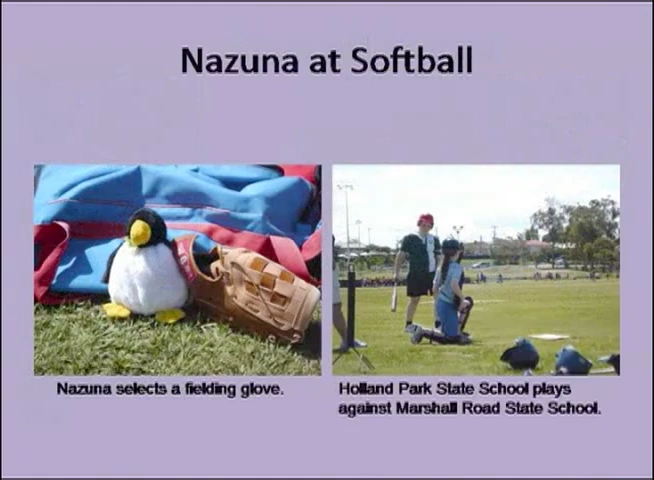 Nazuna at Softball
Nazuna selects a fielding glove.
Holland Park State School plays
against Marshall Road State School.